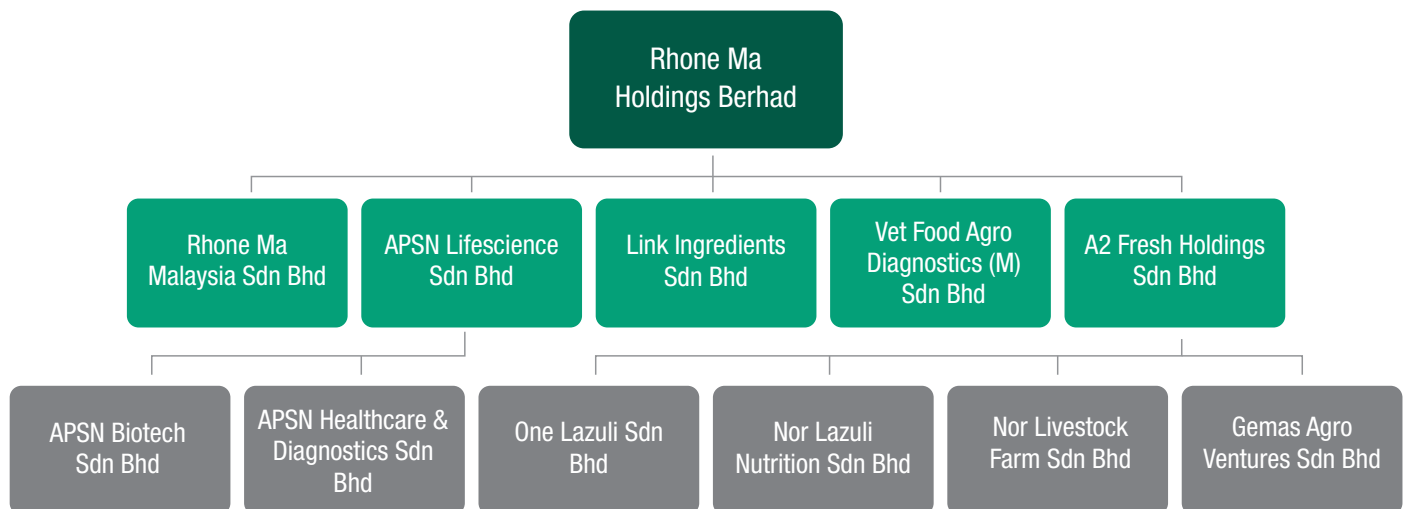 Rhone Ma
Holdings Berhad
Rhone Ma
Malaysia Sdn Bhd
APSN Lifescience
Sdn Bhd
Link Ingredients
Sdn Bhd
Vet Food Agro
Diagnostics (M)
Sdn Bhd
A2 Fresh Holdings
Sdn Bhd
APSN Biotech
Sdn Bhd
APSN Healthcare &
Diagnostics Sdn
Bhd
One Lazuli Sdn
Bhd
Nor Lazuli
Nutrition Sdn Bhd
Nor Livestock
Farm Sdn Bhd
Gemas Agro
Ventures Sdn Bhd